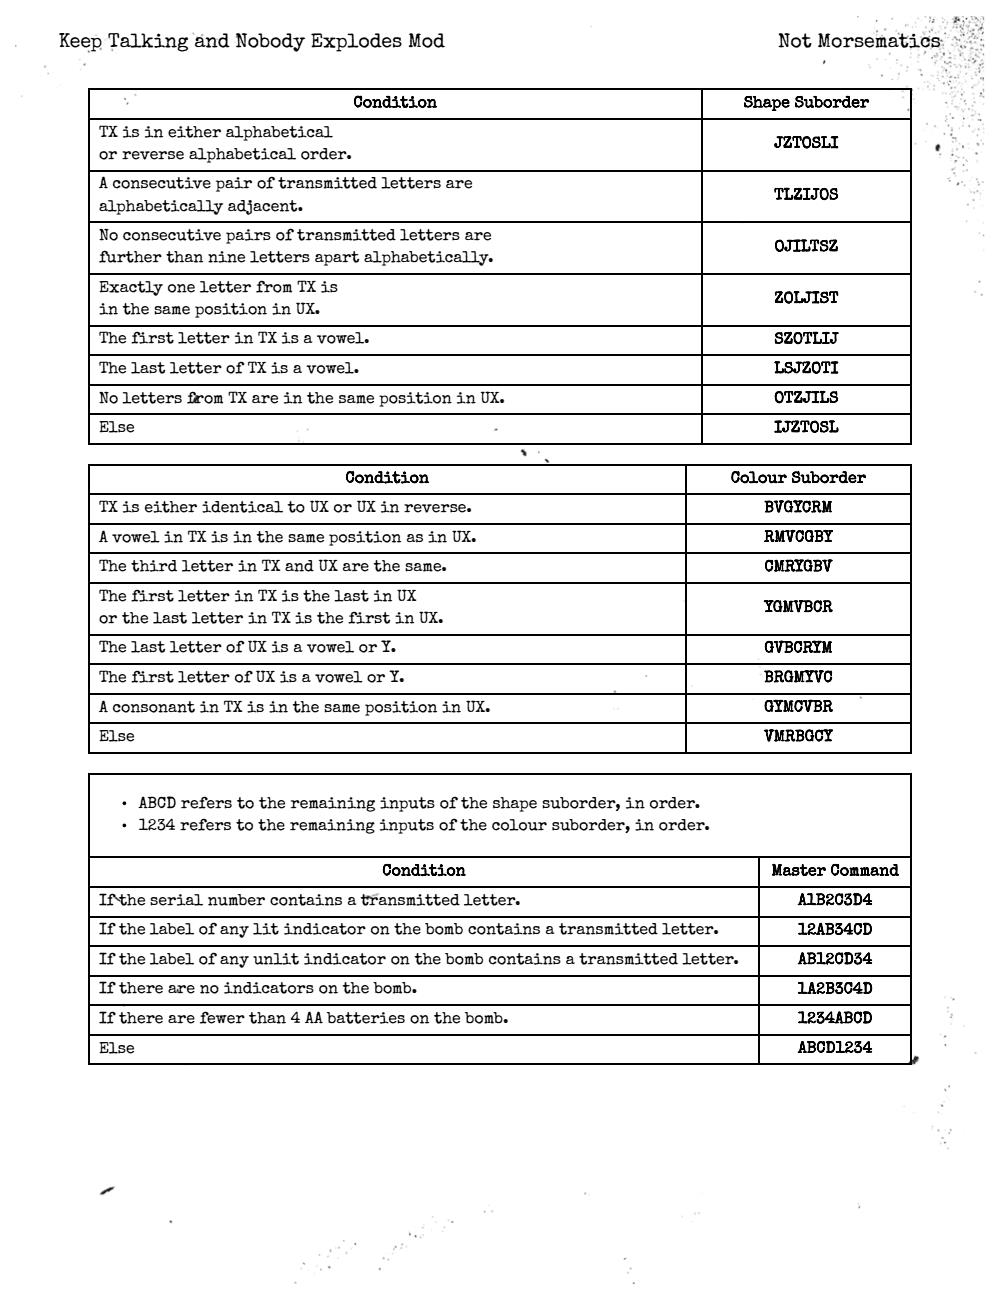 Keep Talking and Nobody Explodes Mod
Not Morsematics
Condition
Shape Suborder
TX is in either alphabetical
or reverse alphabetical order.
JZTOSLI
A consecutive pair of transmitted letters are
alphabetically adjacent.
TLZIJOS
No consecutive pairs of transmitted letters are
further than nine letters apart alphabetically.
OJILTSZ
Exactly one letter from TX is
in the same position in UX.
ZOLJIST
The first letter in TX is a vowel.
SZOTLIJ
The last letter of TX is a vowel.
LSJZOTI
No letters from TX are in the same position in UX.
OTZJILS
Else
IJZTOSL
Condition
Colour Suborder
TX is either identical to UX or UX in reverse.
BVGYCRM
A vowel in TX is in the same position as in UX.
RMVCGBY
The third letter in TX and UX are the same.
CMRYGBV
The first letter in TX is the last in UX
or the last letter in TX is the first in UX.
YGMVBCR
The last letter of UX is a vowel or Y.
GVBCRYM
The first letter of UX is a vowel or Y.
BRGMYVC
A consonant in TX is in the same position in UX.
GYMCVBR
Else
VMRBGCY
• ABCD refers to the remaining inputs of the shape suborder, in order.
• 1234 refers to the remaining inputs of the colour suborder, in order.
Condition
Master Command
If the serial number contains a transmitted letter.
A1B2C3D4
If the label of any lit indicator on the bomb contains a transmitted letter.
12AB34CD
If the label of any unlit indicator on the bomb contains a transmitted letter.
AB12CD34
If there are no indicators on the bomb.
1A2B3C4D
If there are fewer than 4 AA batteries on the bomb.
1234ABCD
Else
ABCD1234